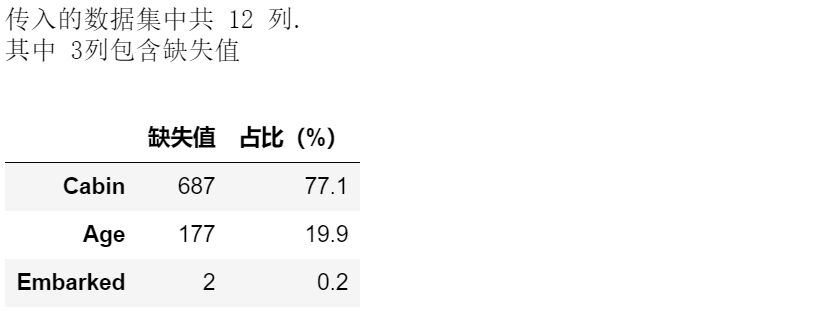 传入的数据集中共 12 列.
其中 3列包含缺失值
缺失值 占比（%）
Cabin 687 77.1
Age 177 19.9
Embarked 2 0.2